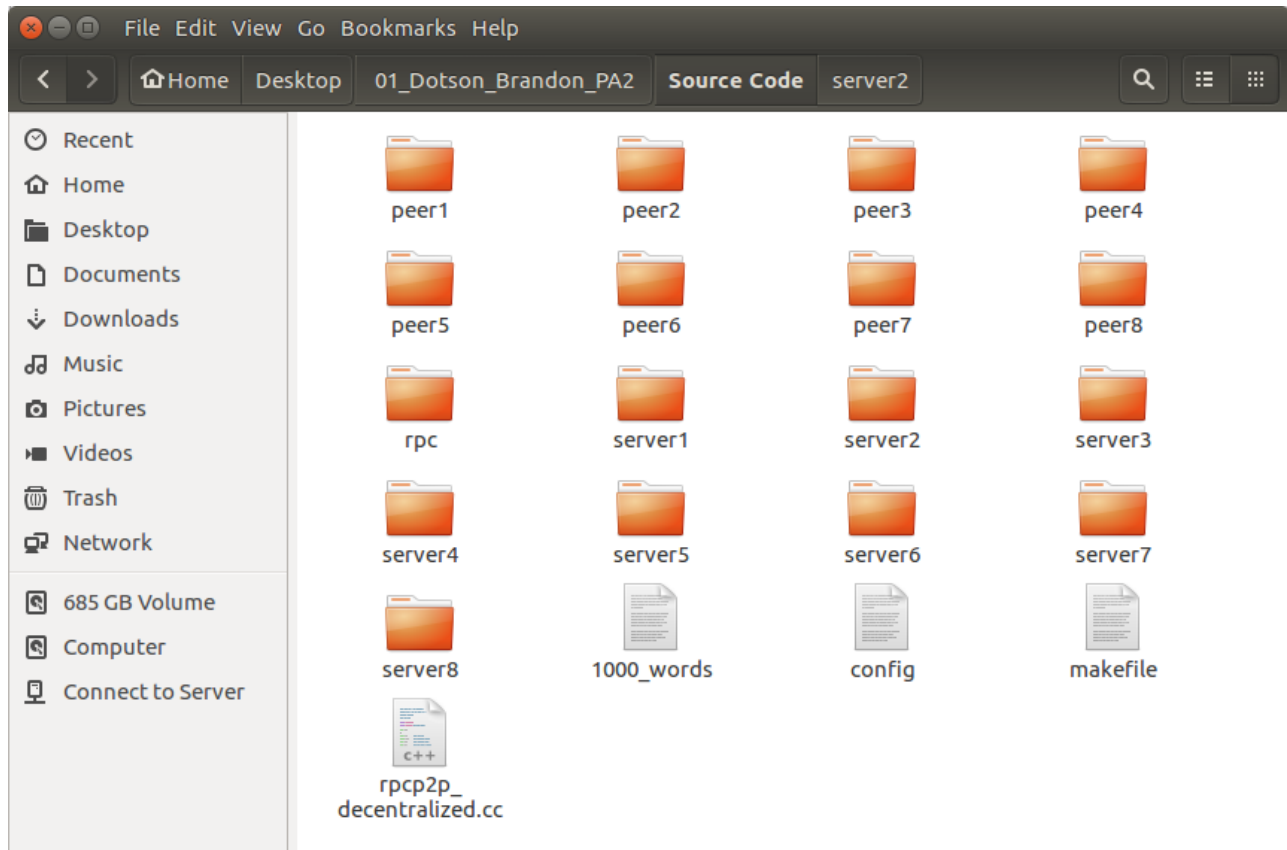 File Edit View Go Bookmarks Help
Home Desktop 01_Dotson_Brandon_PA2 Source Code server2
Recent
Home
Desktop
Documents
Downloads
Music
Pictures
Videos
Trash
Network
685 GB Volume
Computer
Connect to Server
peer1 peer2 peer3 peer4
peer5 peer6 peer7 peer8
rpc server1 server2 server3
server4 server5 server6 server7
server8 1000_words config makefile
c++
rpcp2p_
decentralized.cc